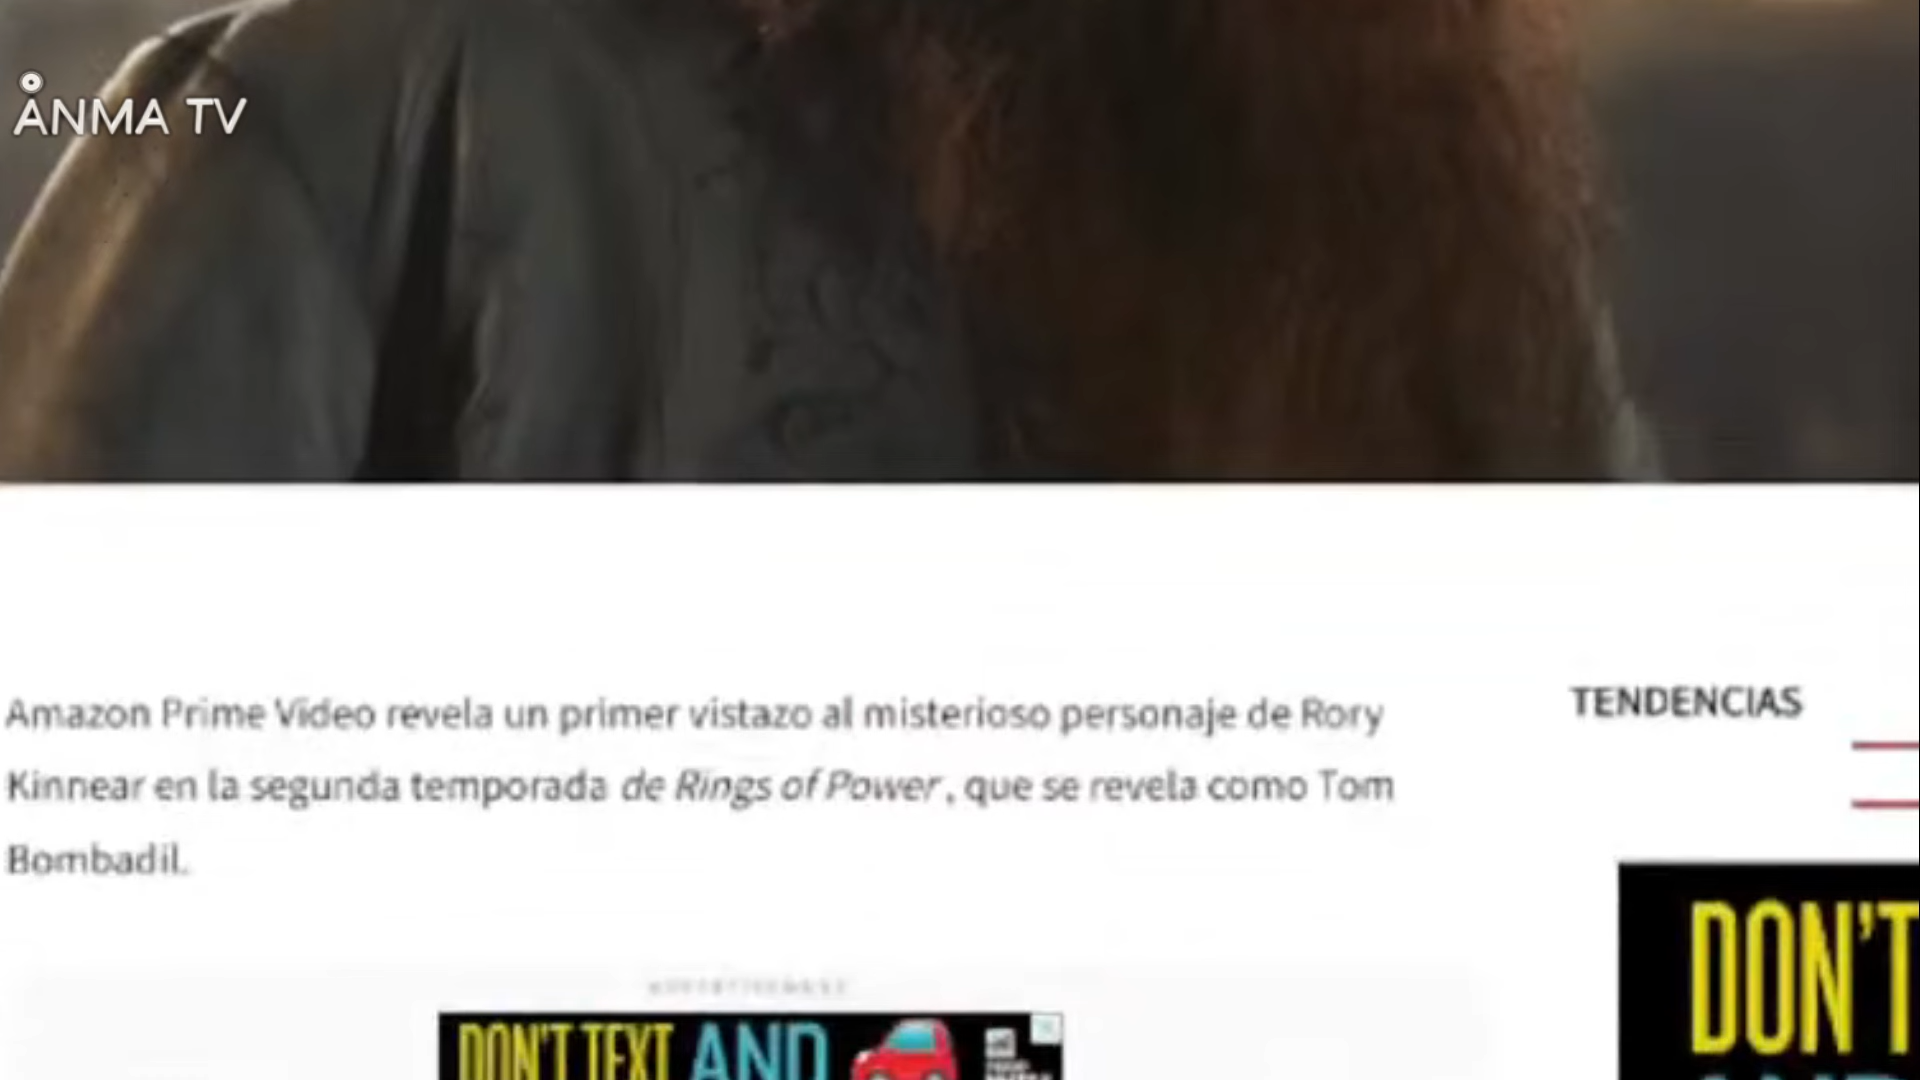 ÅNMA TV
Amazon Prime Video revela un primer vistazo al misterioso personaje de Rory
Kinnear en la segunda temporada de Rings of Power, que se revela como Tom
Bombadil.
TENDENCIAS
DON'T
DON'T TEXT AND